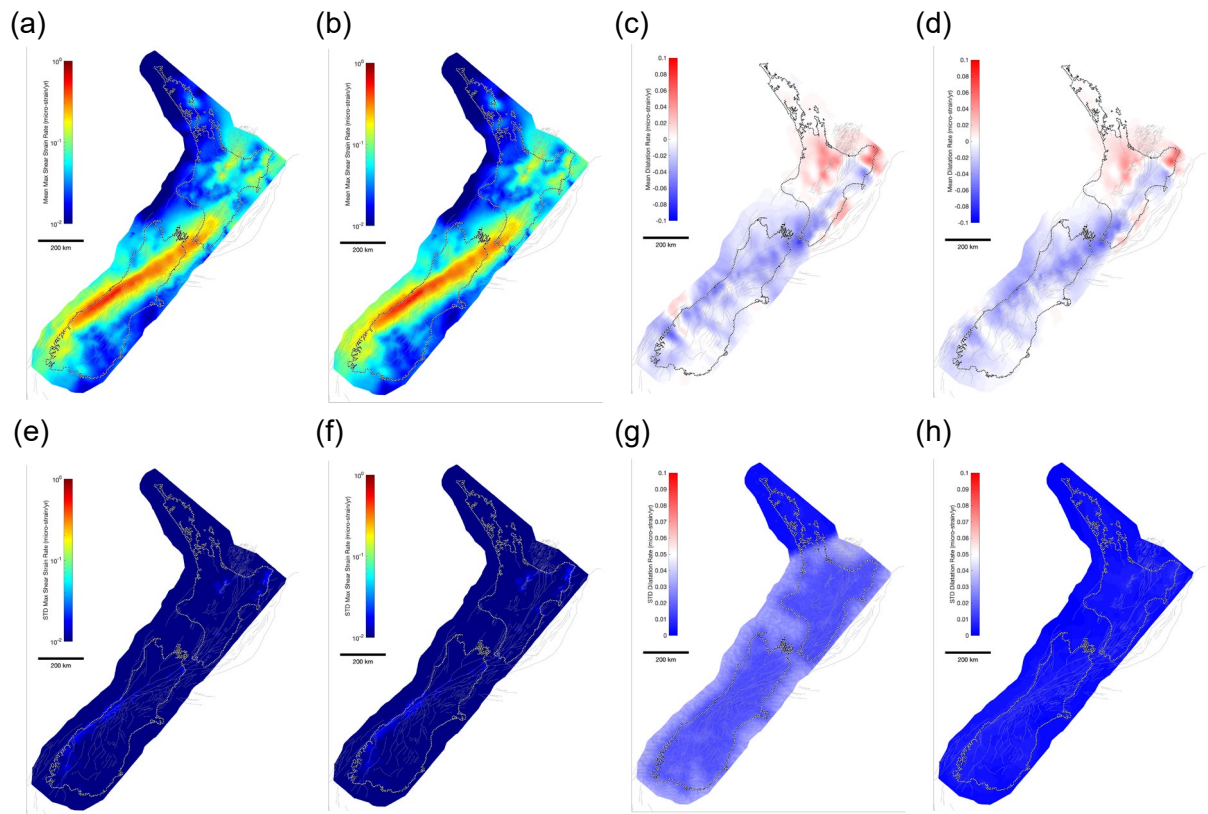 (a)
(b)
(c)
(d)
10⁰
10⁻¹
10⁻²
Mean Max Shear Strain Rate (micro-strain/yr)
200 km
10⁰
10⁻¹
10⁻²
Mean Max Shear Strain Rate (micro-strain/yr)
200 km
0.1
0.08
0.06
0.04
0.02
0
-0.02
-0.04
-0.06
-0.08
-0.1
Mean Dilatation Rate (micro-strain/yr)
200 km
0.1
0.08
0.06
0.04
0.02
0
-0.02
-0.04
-0.06
-0.08
-0.1
Mean Dilatation Rate (micro-strain/yr)
200 km
(e)
(f)
(g)
(h)
10⁰
10⁻¹
10⁻²
STD Max Shear Strain Rate (micro-strain/yr)
200 km
10⁰
10⁻¹
10⁻²
STD Max Shear Strain Rate (micro-strain/yr)
200 km
0.1
0.09
0.08
0.07
0.06
0.05
0.04
0.03
0.02
0.01
0
STD Dilatation Rate (micro-strain/yr)
200 km
0.1
0.09
0.08
0.07
0.06
0.05
0.04
0.03
0.02
0.01
0
STD Dilatation Rate (micro-strain/yr)
200 km